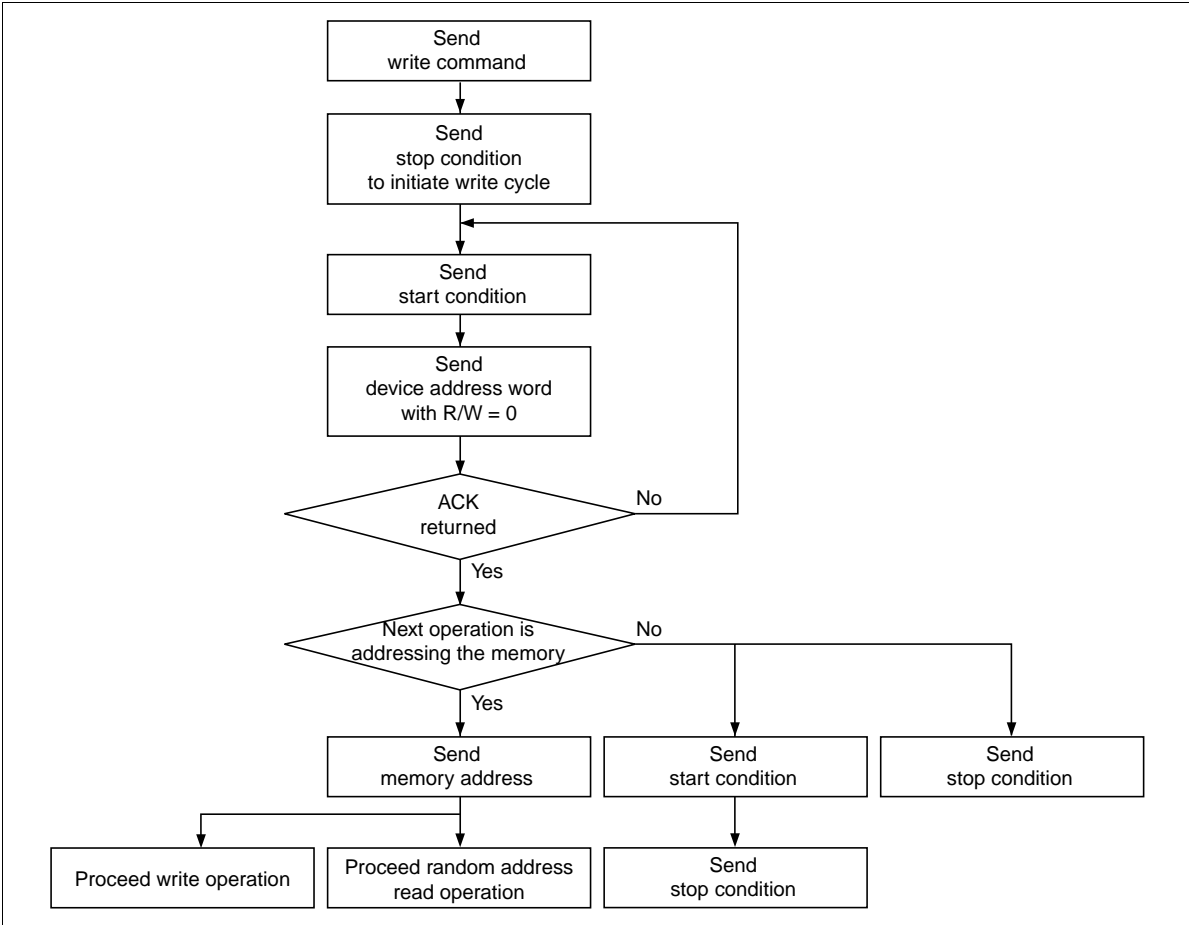 Send
write command
Send
stop condition
to initiate write cycle
Send
start condition
Send
device address word
with R/W = 0
ACK
returned
No
Yes
Next operation is
addressing the memory
No
Yes
Send
memory address
Send
start condition
Send
stop condition
Proceed write operation
Proceed random address
read operation
Send
stop condition